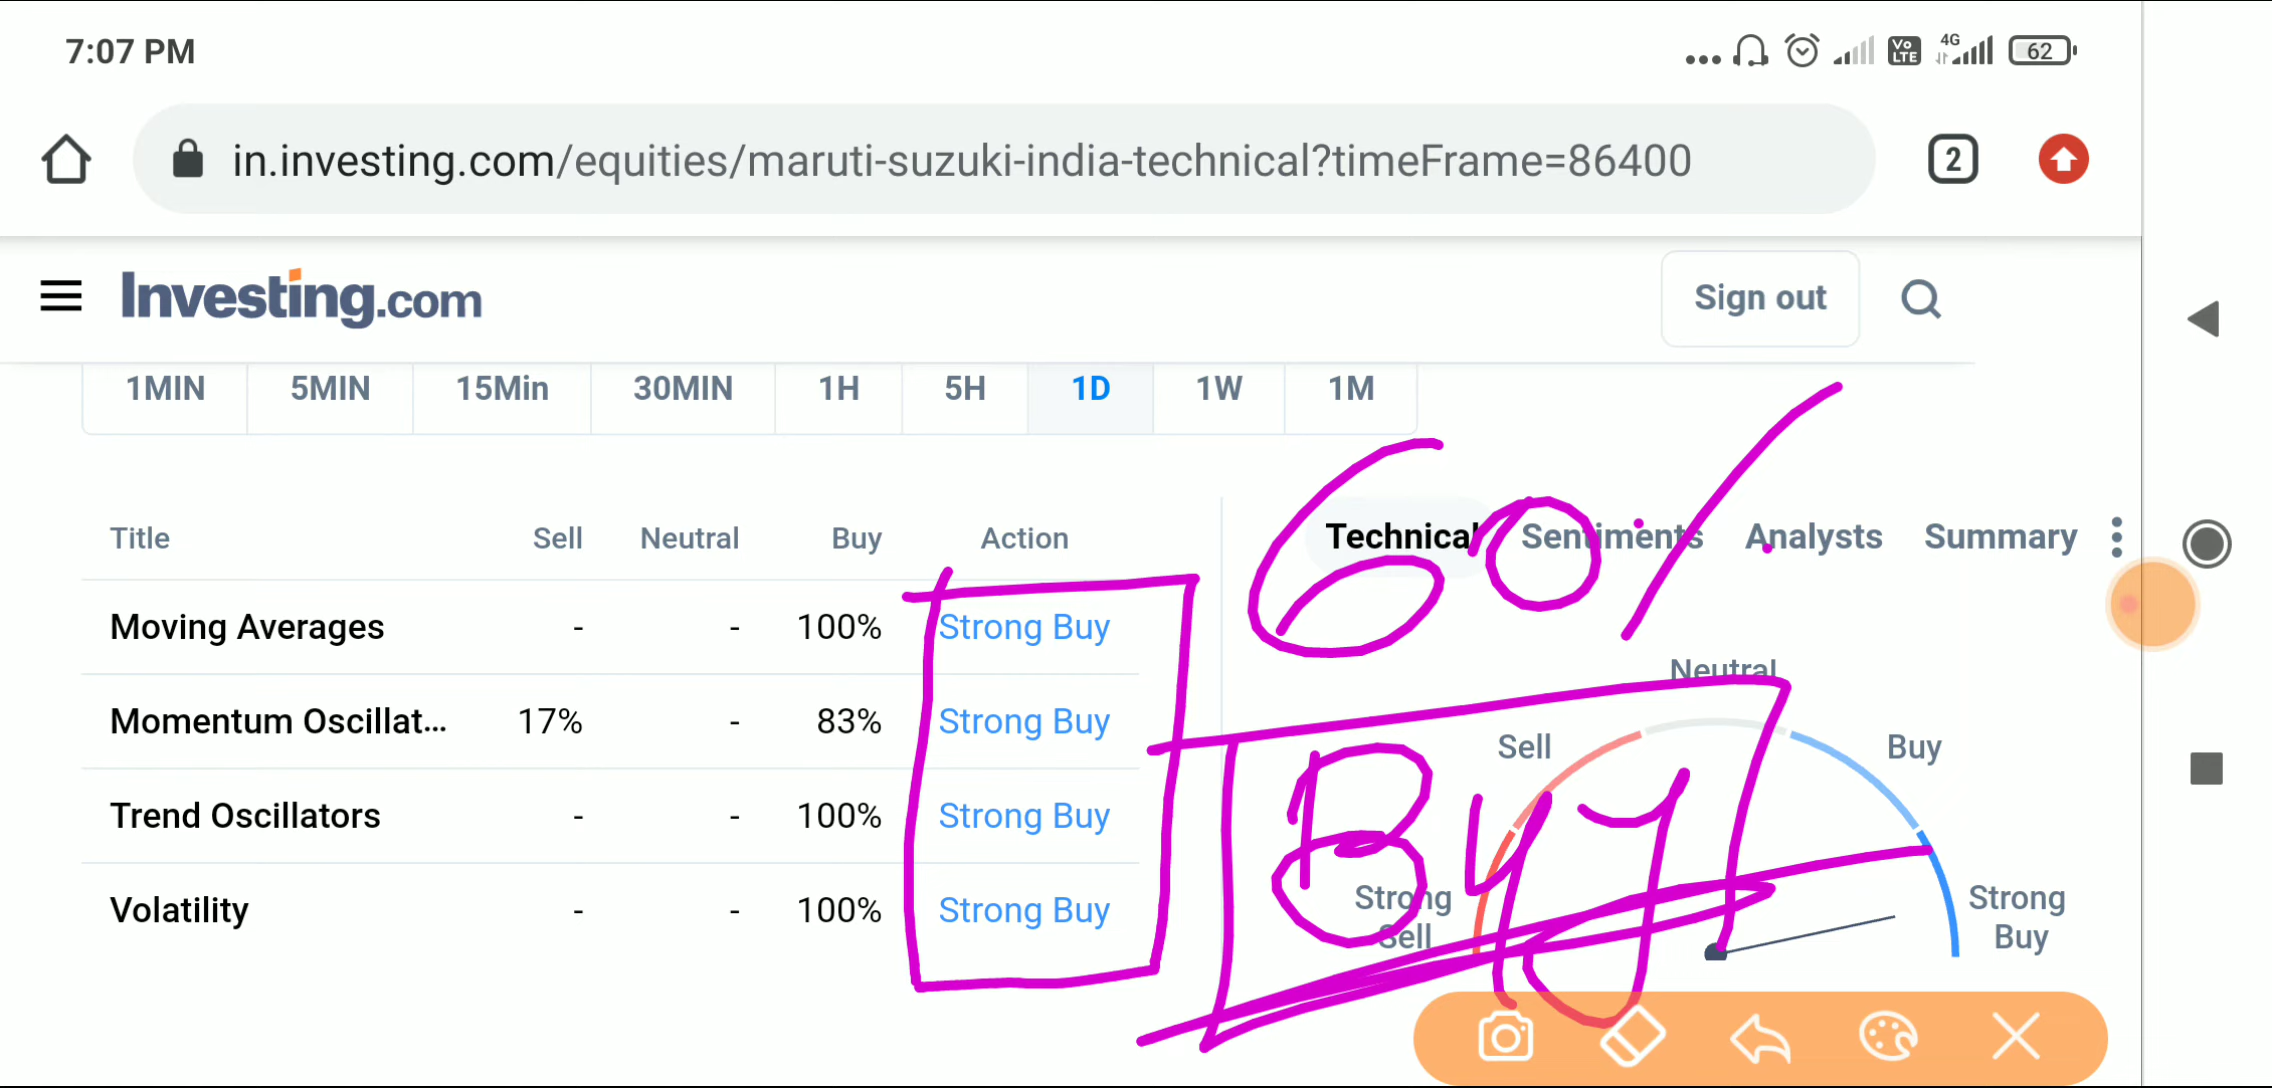 7:07 PM
Vo LTE 4G 62
in.investing.com/equities/maruti-suzuki-india-technical?timeFrame=86400
2
Investing.com
Sign out
1MIN 5MIN 15Min 30MIN 1H 5H 1D 1W 1M
60%
Title Sell Neutral Buy Action
Technical Sentiments Analysts Summary
Moving Averages - - 100% Strong Buy
Momentum Oscillat... 17% - 83% Strong Buy
Trend Oscillators - - 100% Strong Buy
Volatility - - 100% Strong Buy
Neutral
Sell
Buy
BUY
Strong Sell
Strong Buy